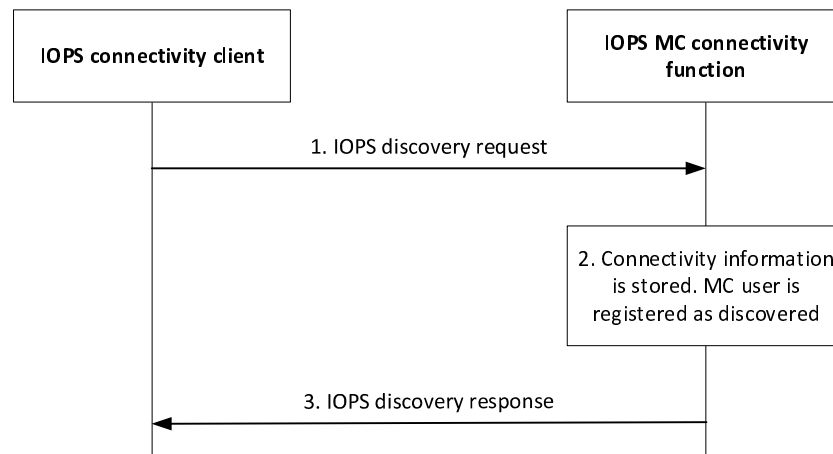 IOPS connectivity client
IOPS MC connectivity
function
1. IOPS discovery request
2. Connectivity information
is stored. MC user is
registered as discovered
3. IOPS discovery response